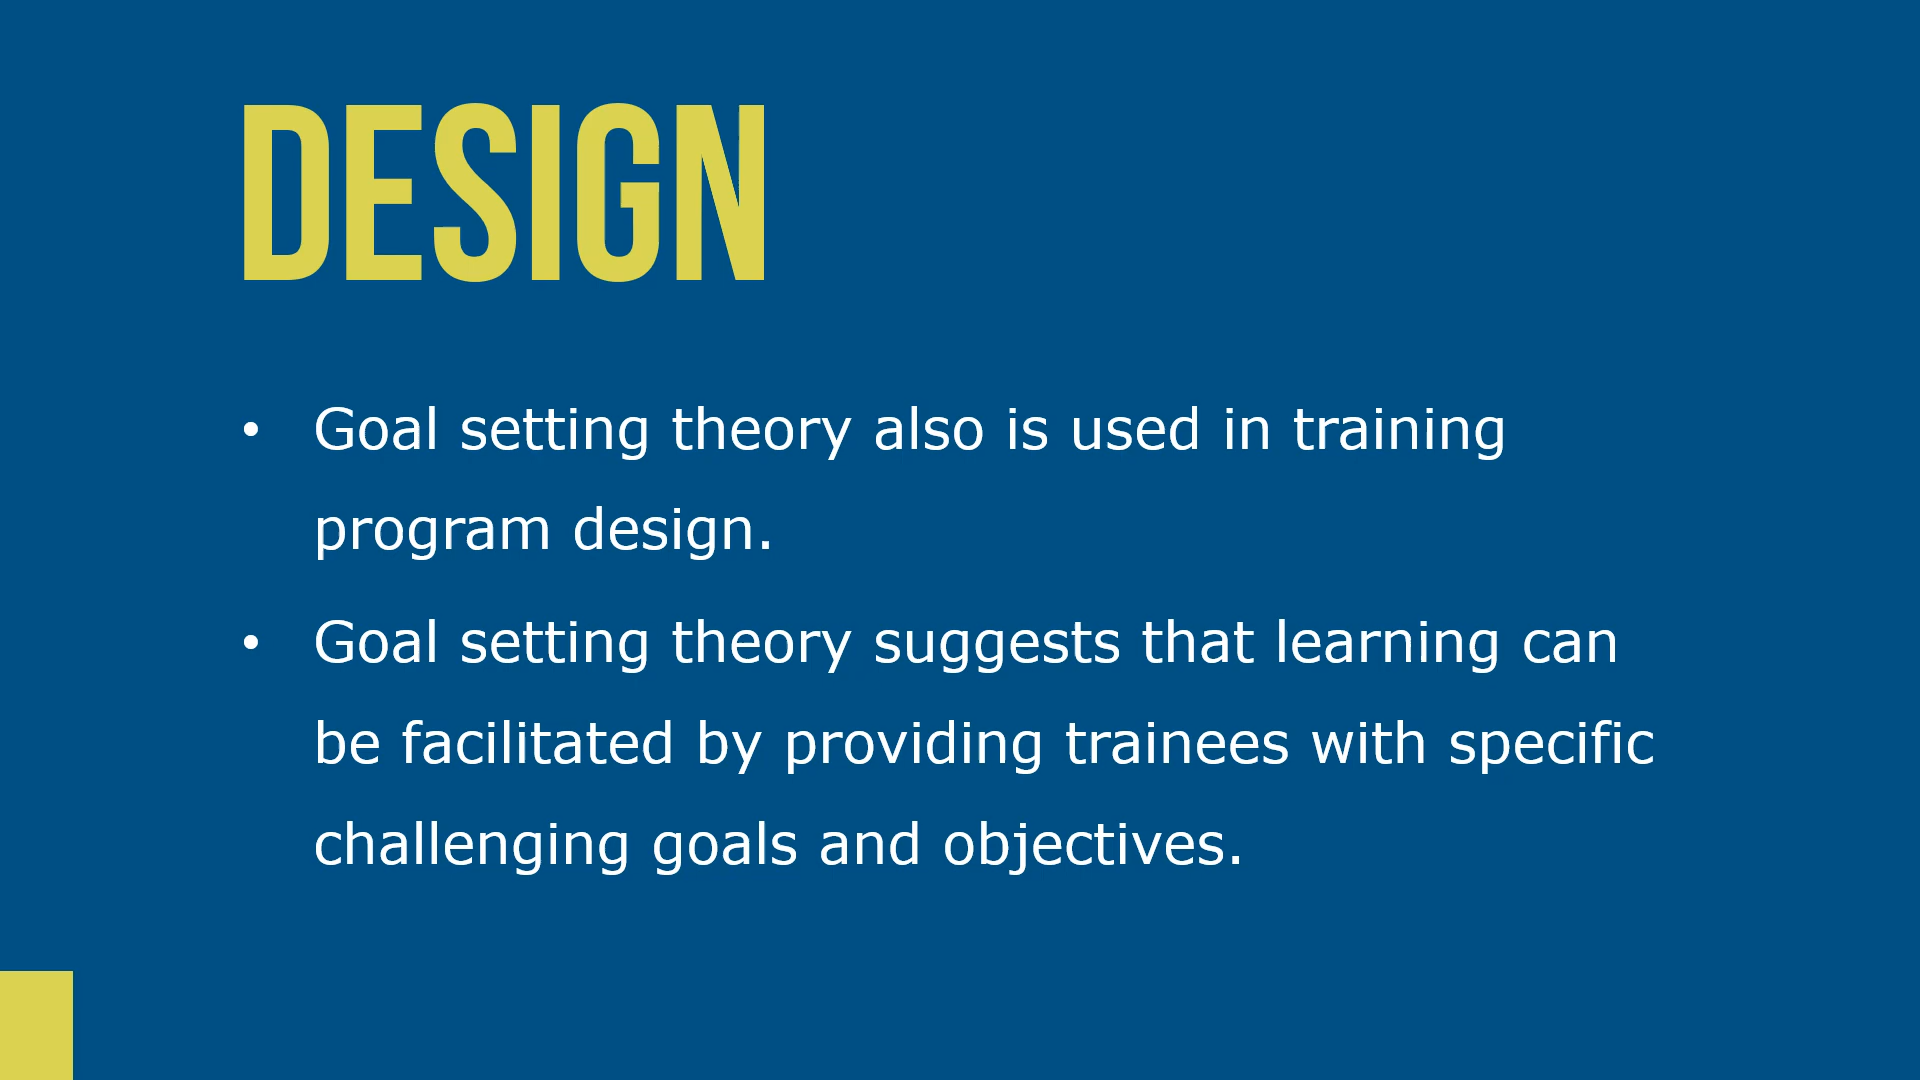 DESIGN
• Goal setting theory also is used in training
program design.
• Goal setting theory suggests that learning can
be facilitated by providing trainees with specific
challenging goals and objectives.